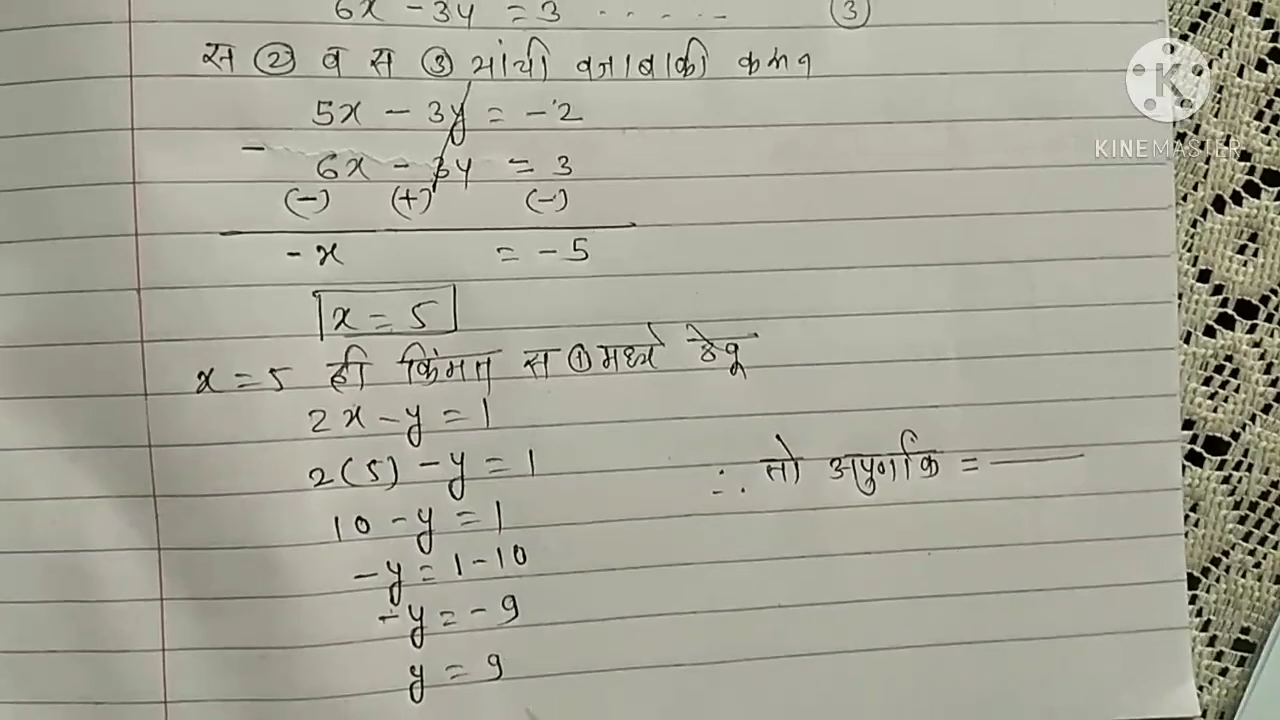 6x - 3y = 3 . . . . . . ③
स ② व स ③ यांची वजाबाकी करून
5x - 3y = -2
- 6x - 3y = 3
(-) (+) (-)
-x = -5
x = 5
x = 5 ही किंमत स ① मध्ये ठेवू
2x - y = 1
2(5) - y = 1
10 - y = 1
-y = 1 - 10
-y = -9
y = 9
∴ तो अपुर्णांक = ——
KINEMASTER